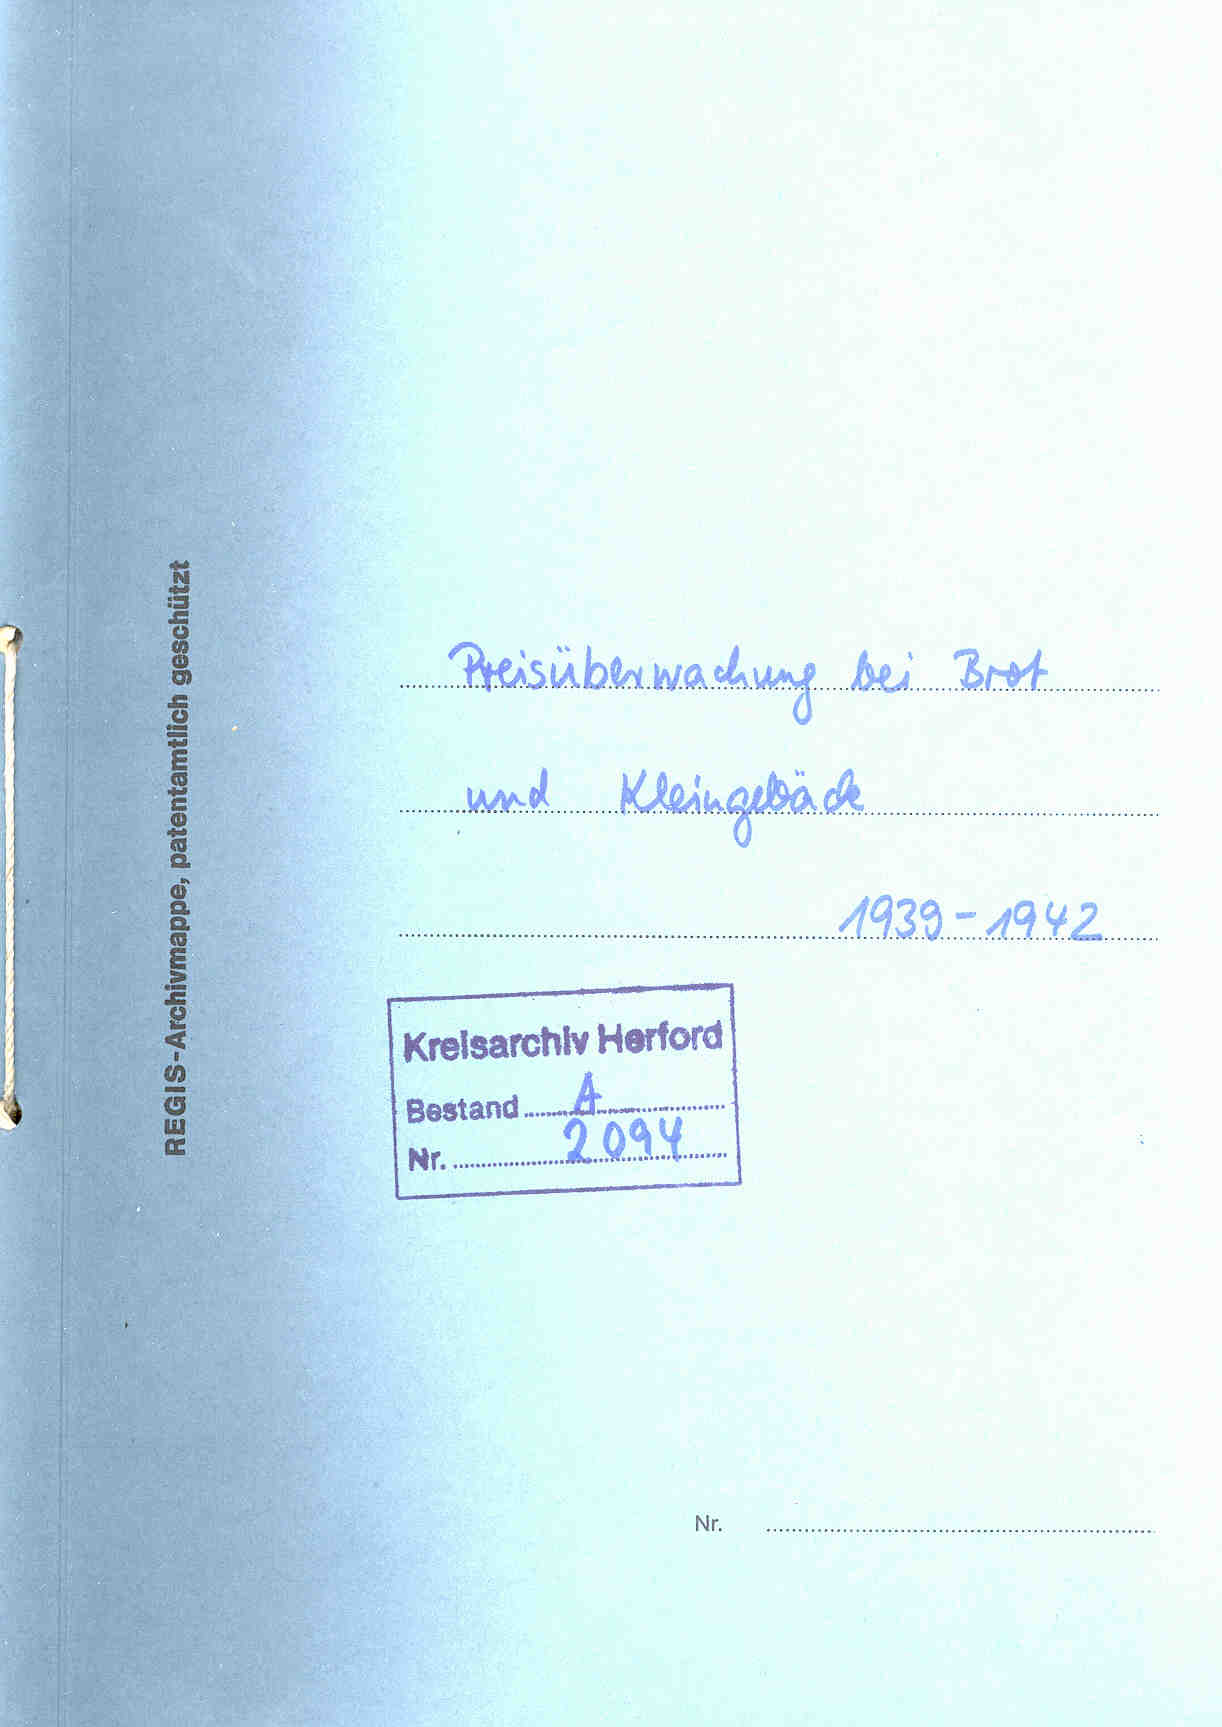 REGIS-Archivmappe, patentamtlich geschützt
Preisüberwachung bei Brot
und Kleingebäck
1939-1942
Kreisarchiv Herford
Bestand A
Nr. 2094
Nr.